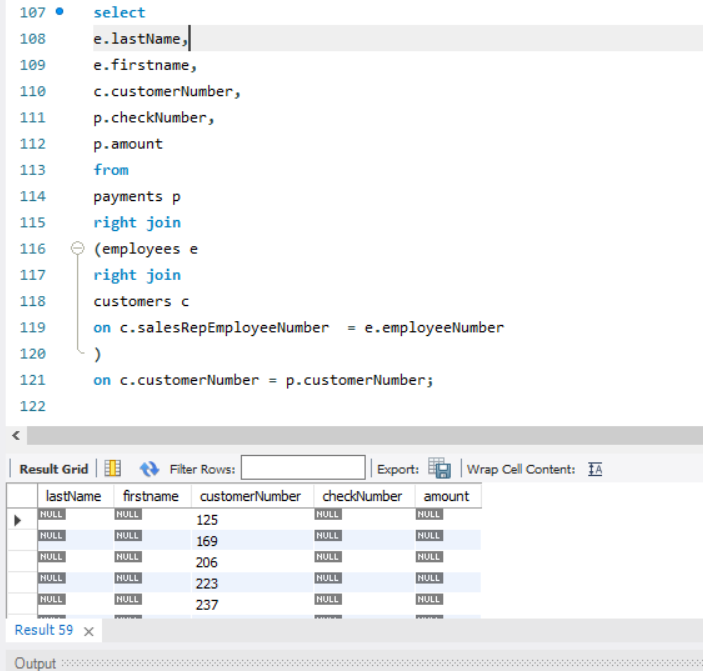 107 select
108 e.lastName,
109 e.firstname,
110 c.customerNumber,
111 p.checkNumber,
112 p.amount
113 from
114 payments p
115 right join
116 (employees e
117 right join
118 customers c
119 on c.salesRepEmployeeNumber  = e.employeeNumber
120 )
121 on c.customerNumber = p.customerNumber;
122
Result Grid Filter Rows: Export: Wrap Cell Content: IA
lastName firstname customerNumber checkNumber amount
NULL NULL 125 NULL NULL
NULL NULL 169 NULL NULL
NULL NULL 206 NULL NULL
NULL NULL 223 NULL NULL
NULL NULL 237 NULL NULL
Result 59 ×
Output